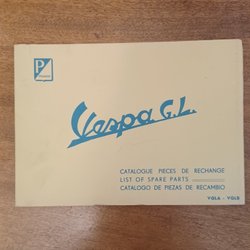 P
Vespa G.L.
CATALOGUE PIECES DE RECHANGE
LIST OF SPARE PARTS
CATALOGO DE PIEZAS DE RECAMBIO
VGLA - VGLB